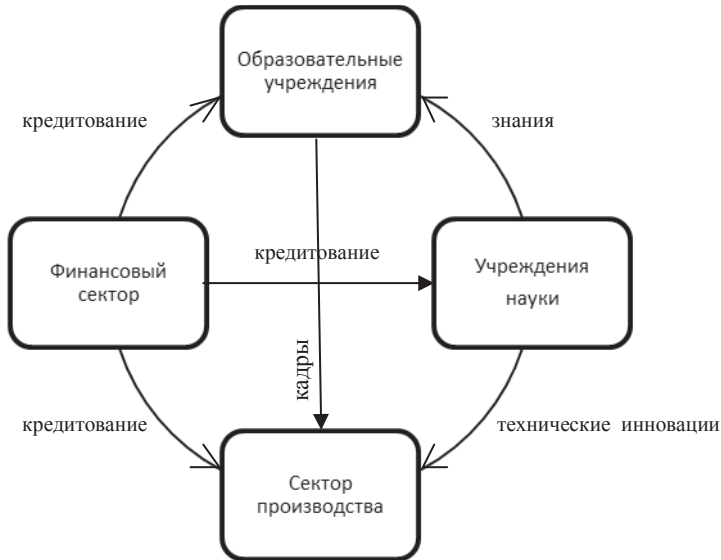 Образовательные
учреждения
кредитование
знания
Финансовый
сектор
кредитование
Учреждения
науки
кадры
кредитование
технические инновации
Сектор
производства